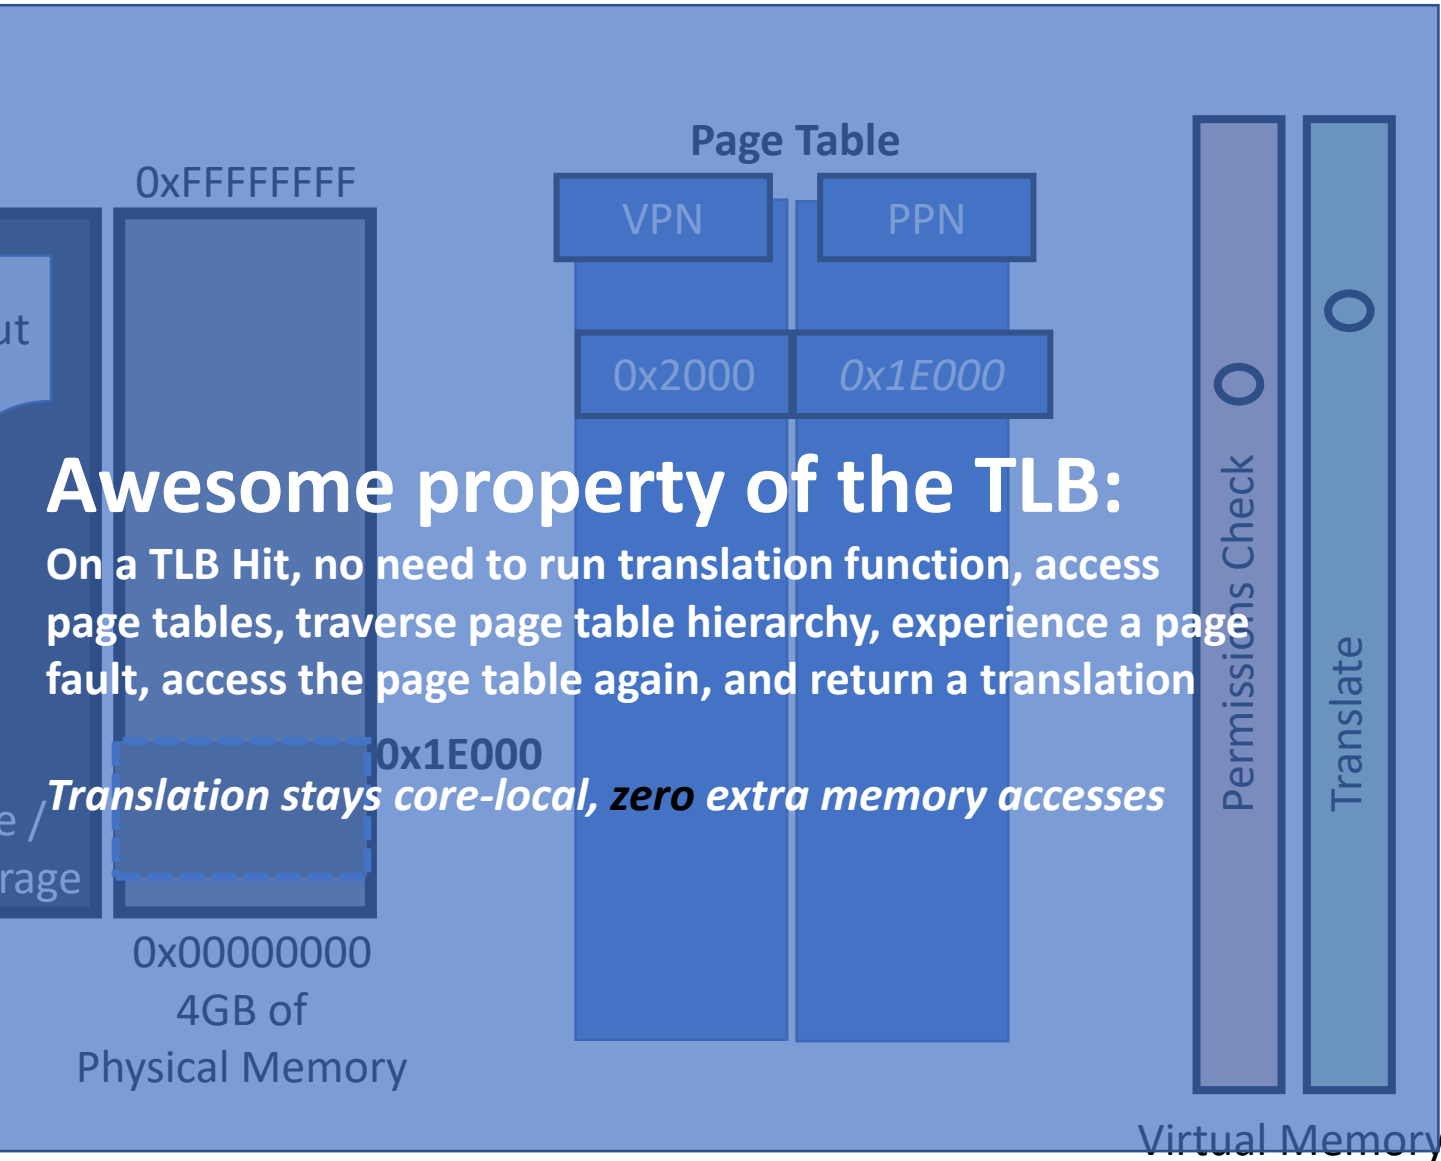 Page Table
0xFFFFFFFF
VPN
PPN
ut
0x2000
0x1E000
Awesome property of the TLB:
On a TLB Hit, no need to run translation function, access
page tables, traverse page table hierarchy, experience a page
fault, access the page table again, and return a translation
0x1E000
Translation stays core-local, zero extra memory accesses
e /
rage
0x00000000
4GB of
Physical Memory
Permissions Check
Translate
Virtual Memory